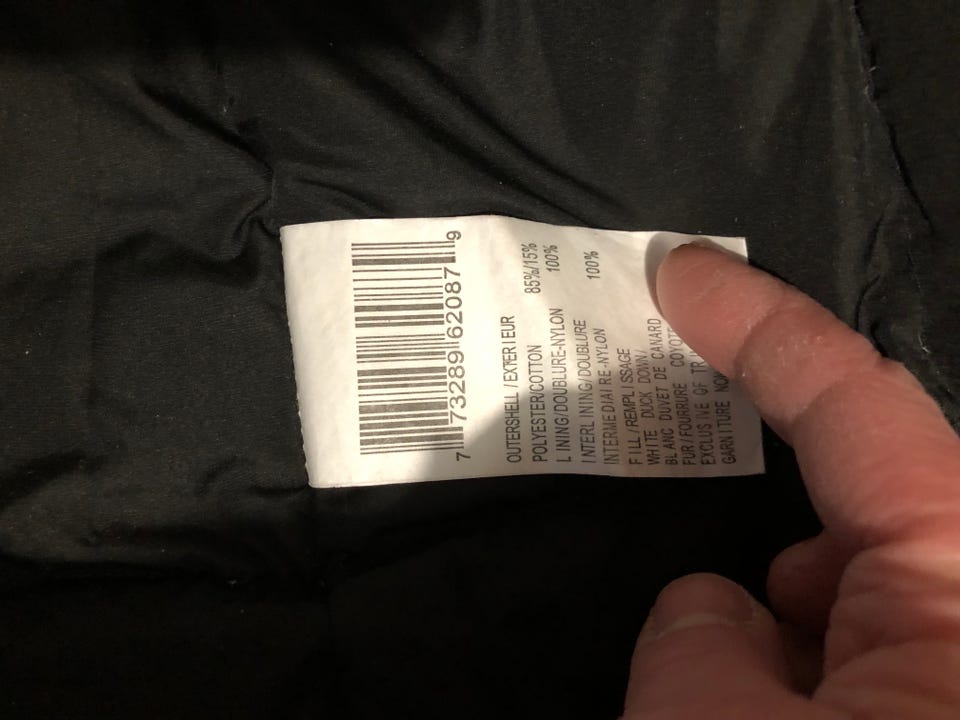 7 73289 62087 9
OUTERSHELL/EXTERIEUR
POLYESTER/COTTON 85%/15%
LINING/DOUBLURE-NYLON 100%
INTERLINING/DOUBLURE
INTERMEDIAIRE-NYLON 100%
FILL/REMPLISSAGE
WHITE DUCK DOWN/
BLANC DUVET DE CANARD
FUR/FOURRURE COYOTE
EXCLUSIVE OF
GARNITURE